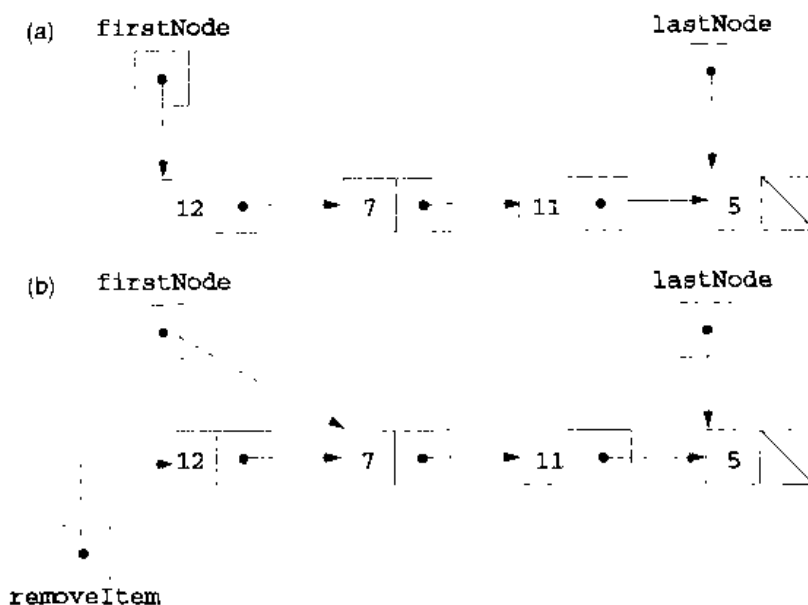 (a) firstNode lastNode
12 7 11 5
(b) firstNode lastNode
12 7 11 5
removeItem